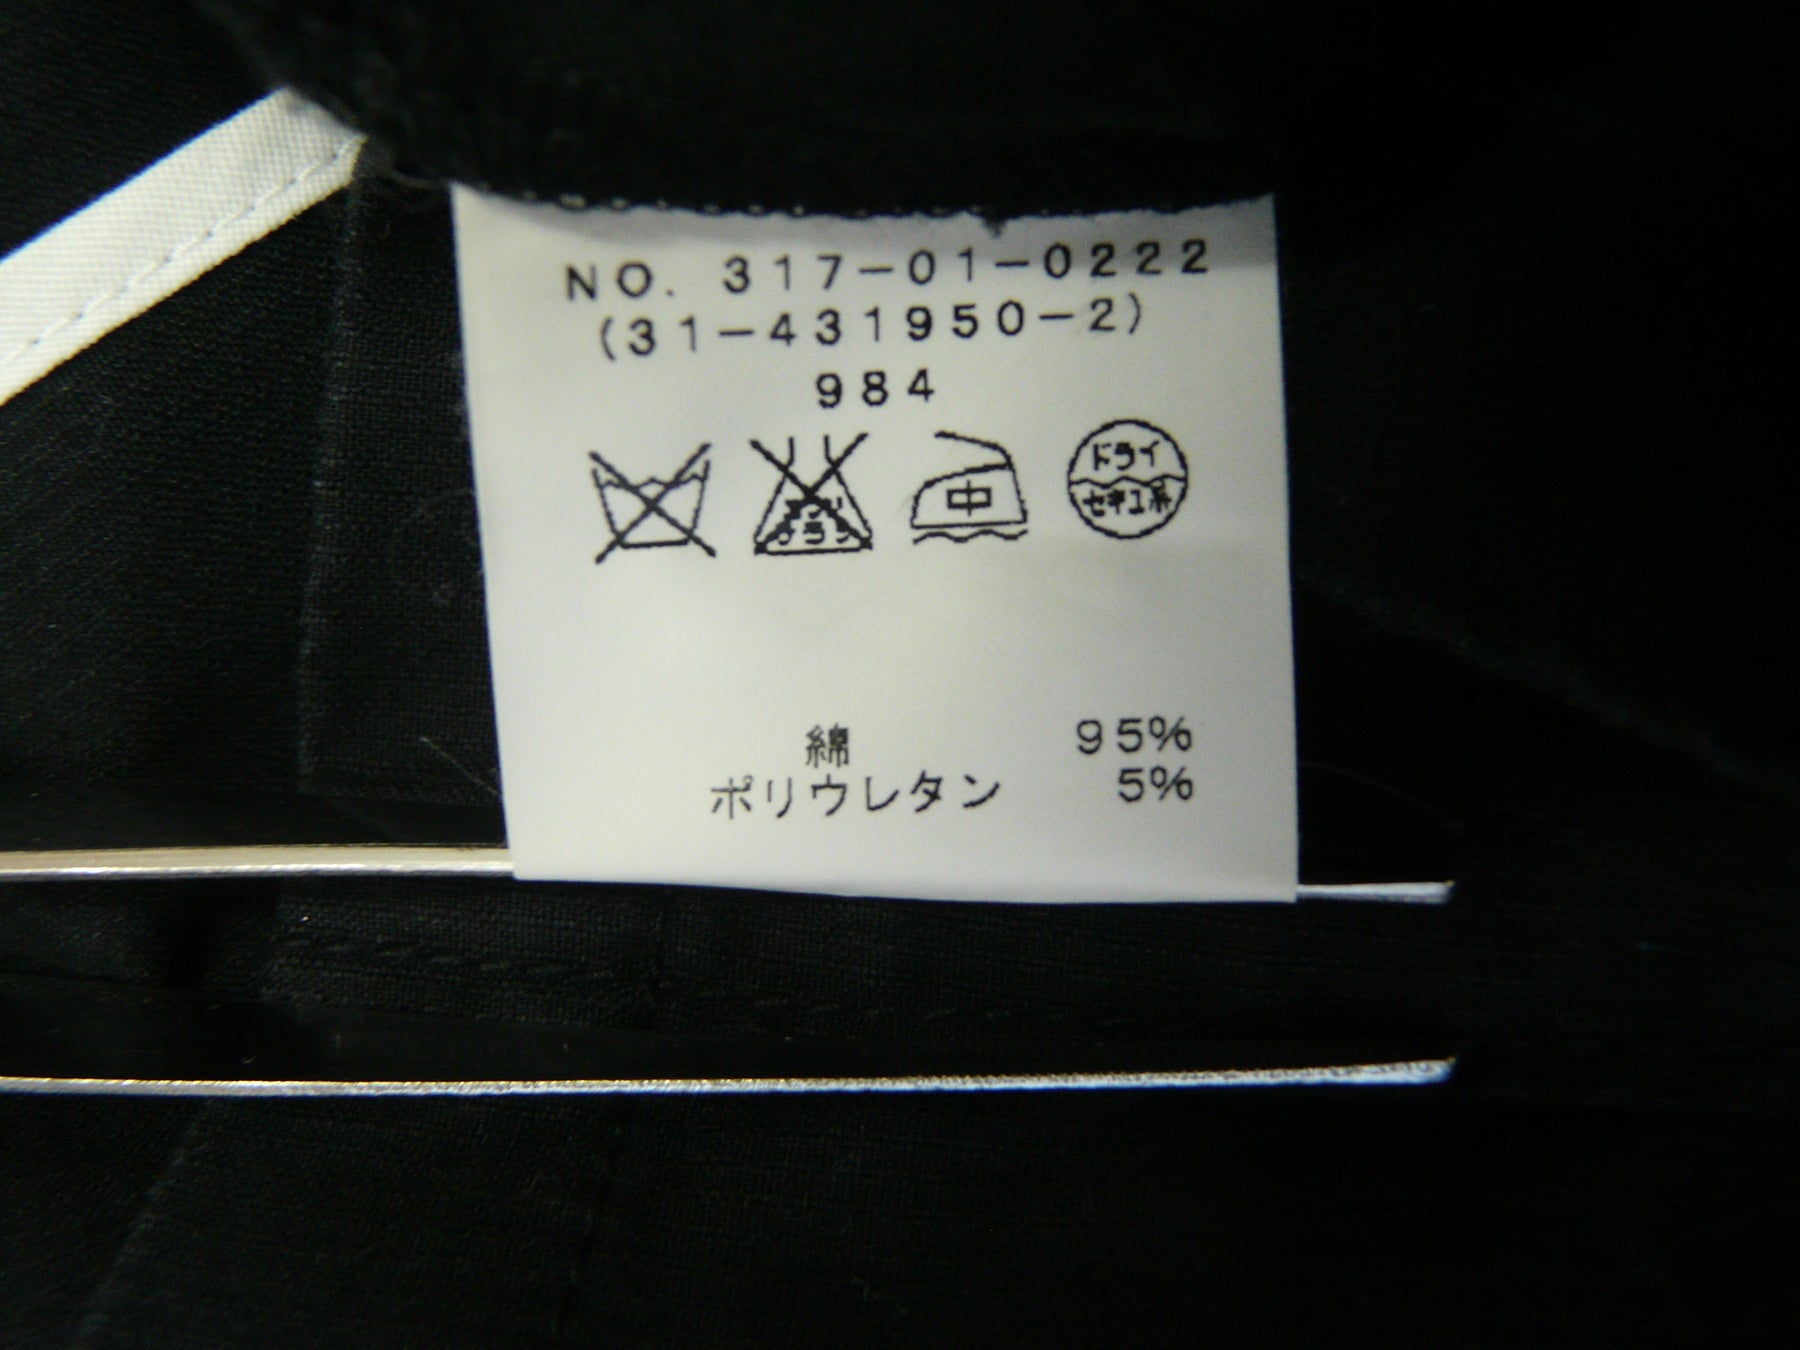 NO. 317-01-0222
(31-431950-2)
984
中
ドライ
セキユ系
綿 95%
ポリウレタン 5%